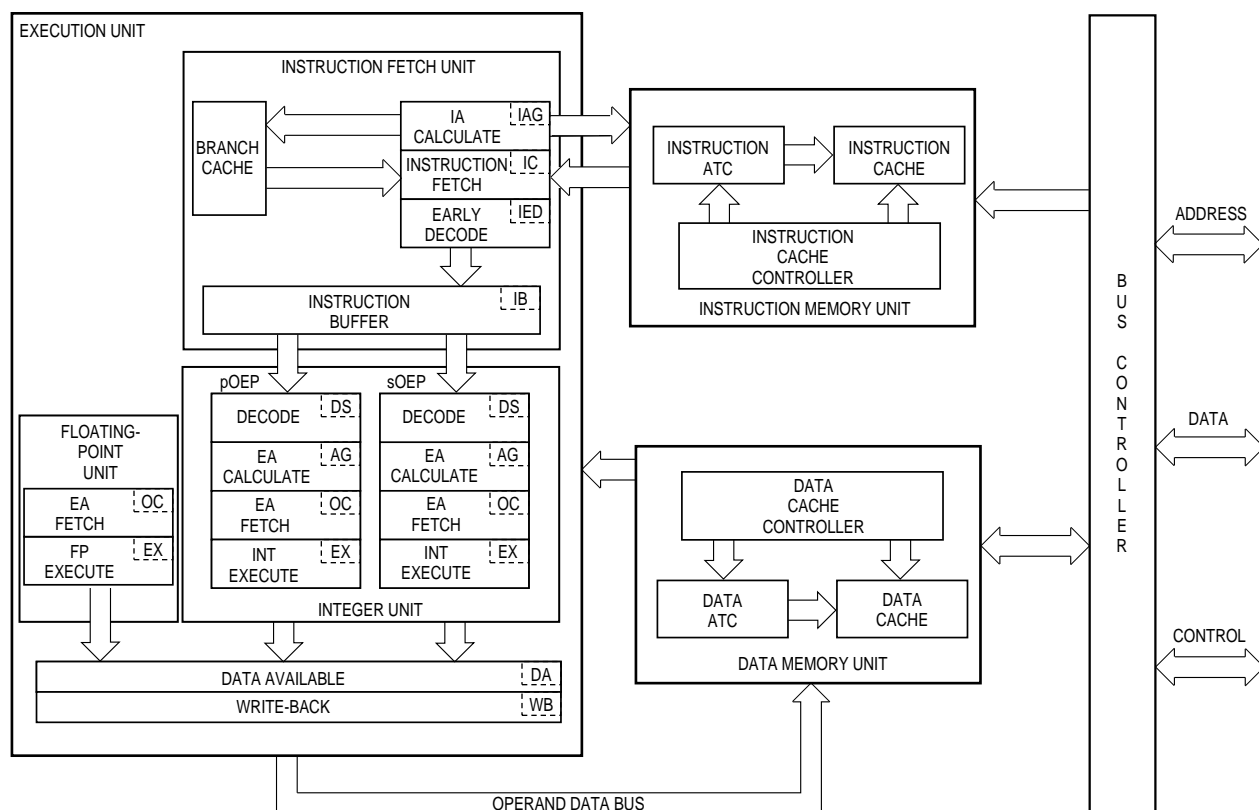 EXECUTION UNIT
INSTRUCTION FETCH UNIT
BRANCH
CACHE
IA
CALCULATE
IAG
INSTRUCTION
FETCH
IC
EARLY
DECODE
IED
INSTRUCTION
BUFFER
IB
pOEP
sOEP
DECODE
DS
EA
CALCULATE
AG
EA
FETCH
OC
INT
EXECUTE
EX
DECODE
DS
EA
CALCULATE
AG
EA
FETCH
OC
INT
EXECUTE
EX
INTEGER UNIT
FLOATING-
POINT
UNIT
EA
FETCH
OC
FP
EXECUTE
EX
DATA AVAILABLE
DA
WRITE-BACK
WB
INSTRUCTION
ATC
INSTRUCTION
CACHE
INSTRUCTION
CACHE
CONTROLLER
INSTRUCTION MEMORY UNIT
DATA
CACHE
CONTROLLER
DATA
ATC
DATA
CACHE
DATA MEMORY UNIT
OPERAND DATA BUS
BUS CONTROLLER
ADDRESS
DATA
CONTROL